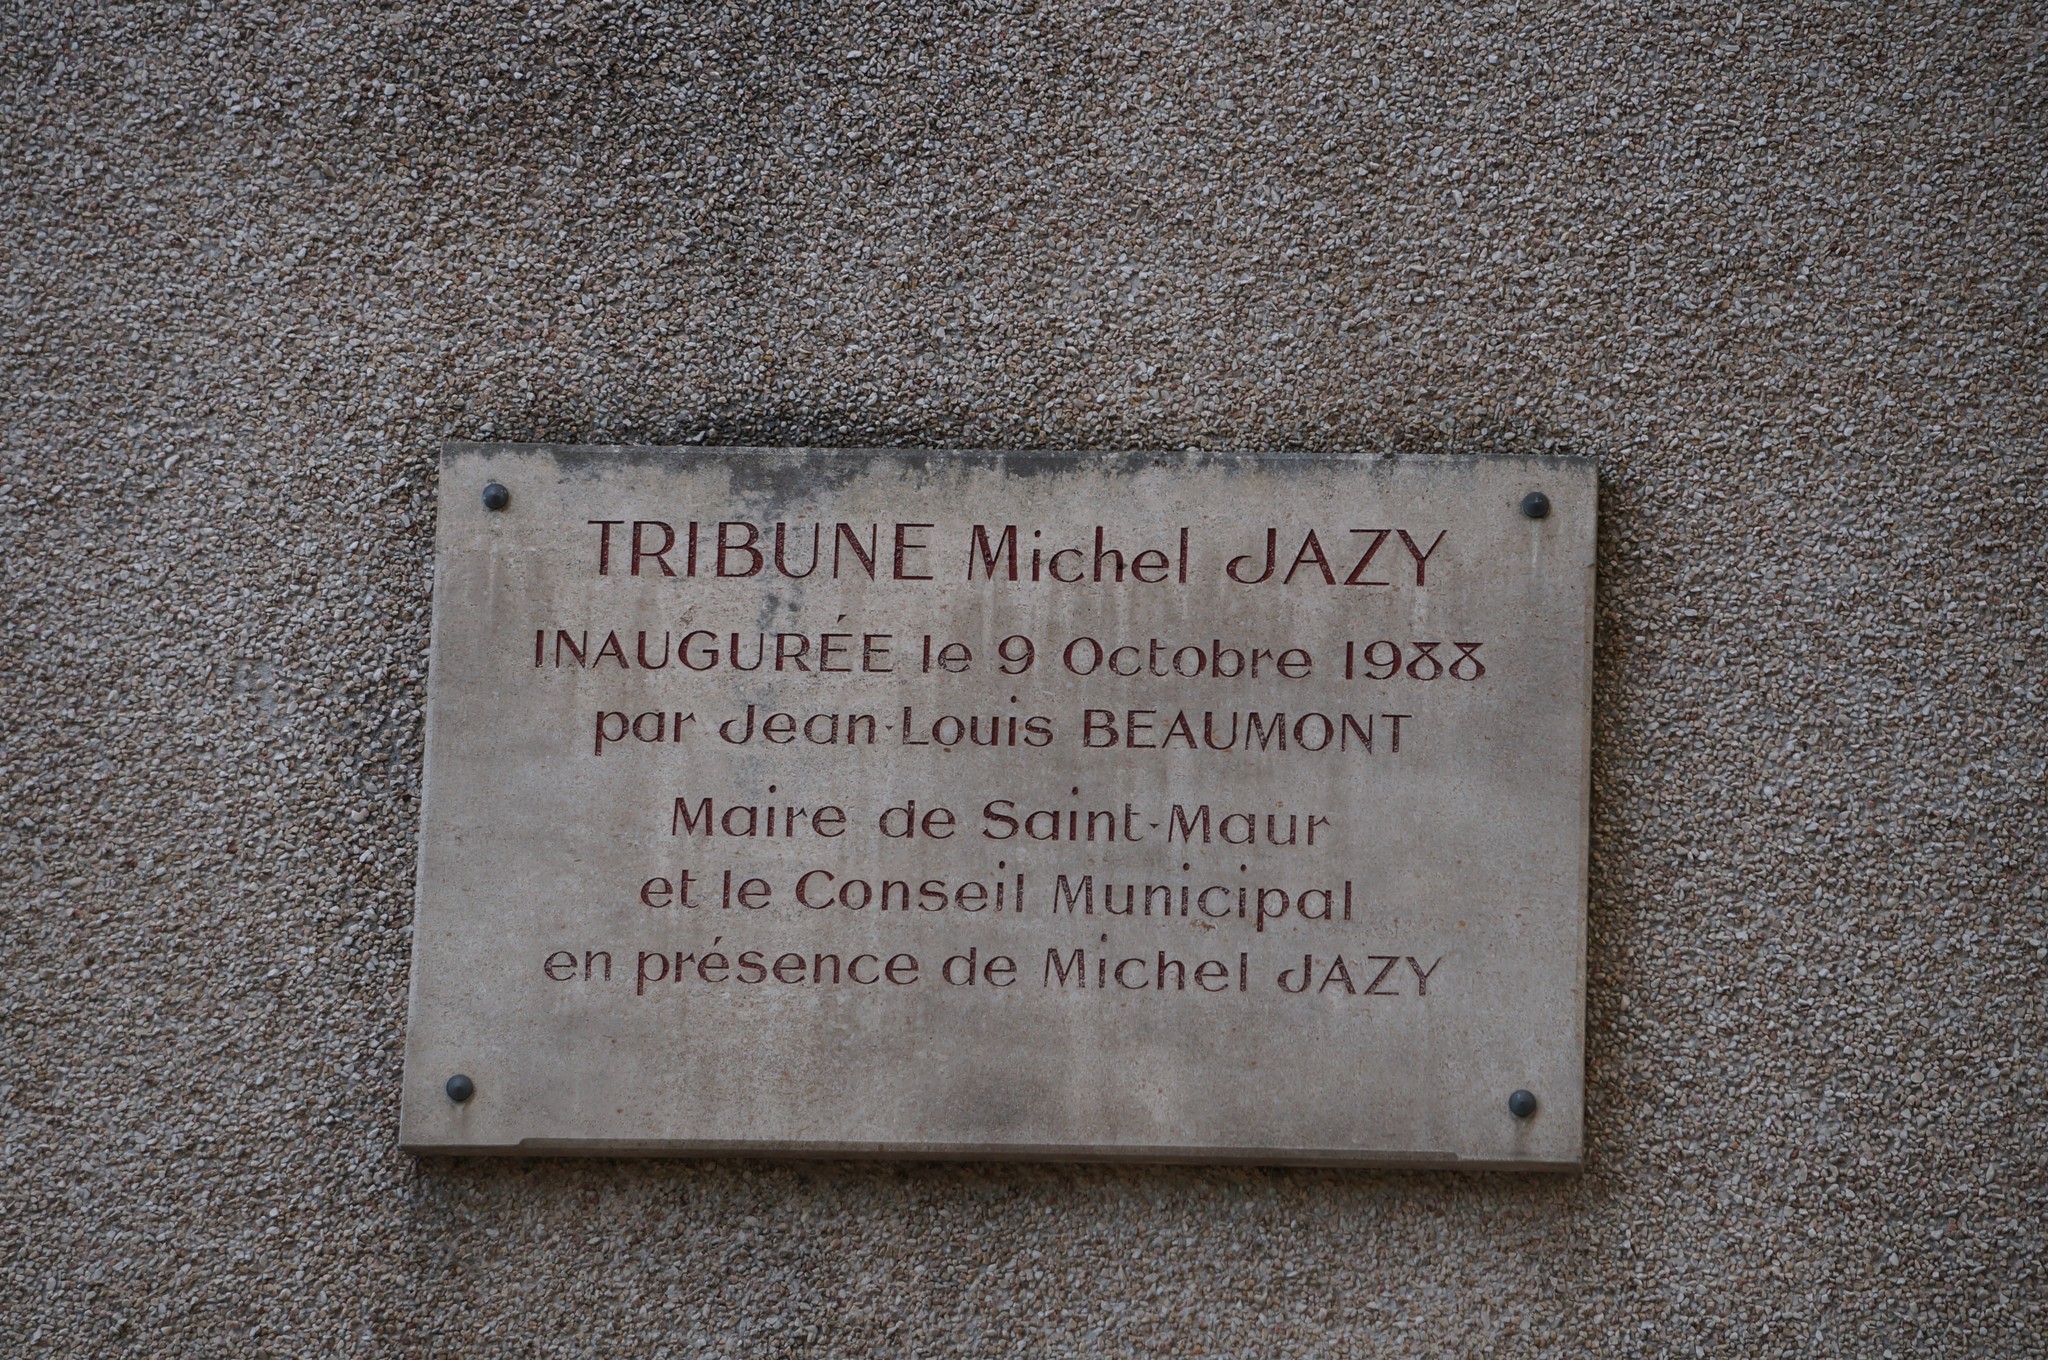 TRIBUNE Michel JAZY
INAUGURÉE le 9 Octobre 1988
par Jean-Louis BEAUMONT
Maire de Saint-Maur
et le Conseil Municipal
en présence de Michel JAZY